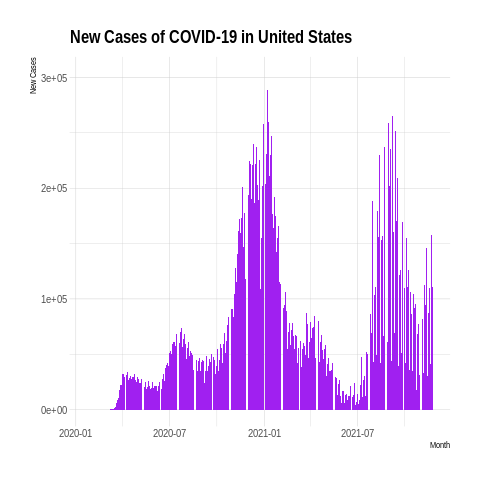 New Cases of COVID-19 in United States
New Cases
3e+05
2e+05
1e+05
0e+00
2020-01 2020-07 2021-01 2021-07
Month